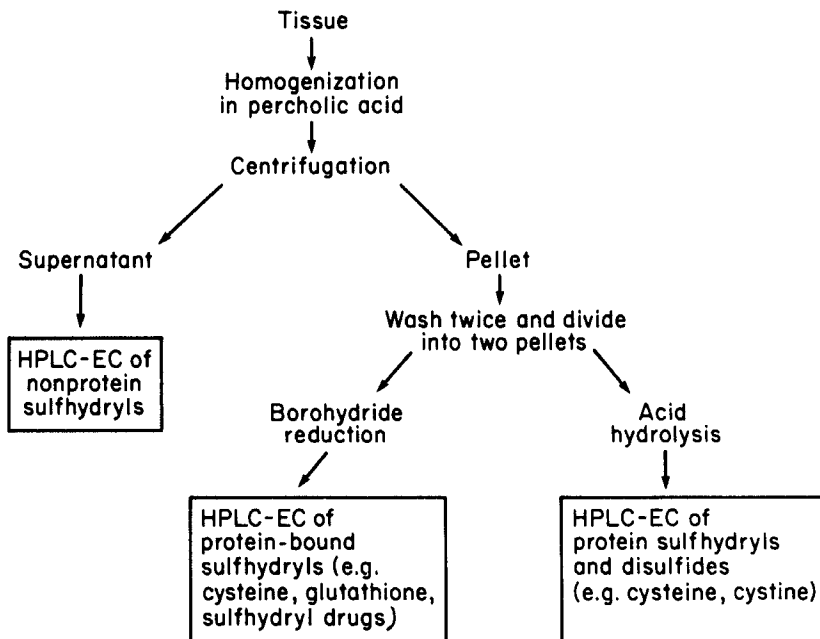 Tissue
Homogenization
in percholic acid
Centrifugation
Supernatant
Pellet
HPLC-EC of
nonprotein
sulfhydryls
Wash twice and divide
into two pellets
Borohydride
reduction
Acid
hydrolysis
HPLC-EC of
protein-bound
sulfhydryls (e.g.
cysteine, glutathione,
sulfhydryl drugs)
HPLC-EC of
protein sulfhydryls
and disulfides
(e.g. cysteine, cystine)